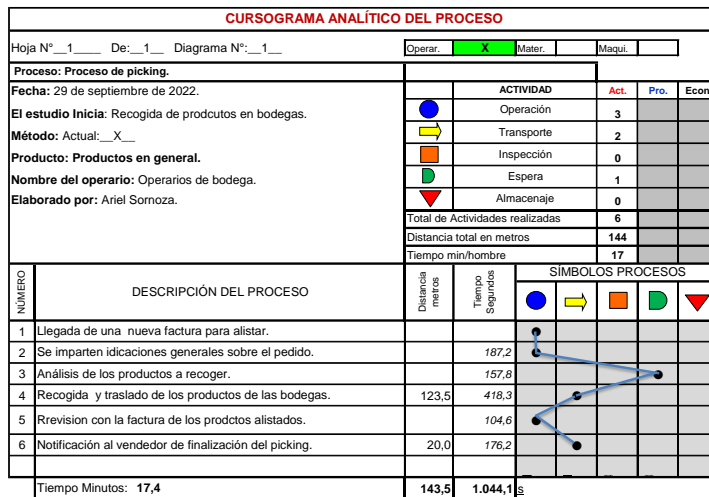 CURSOGRAMA ANALÍTICO DEL PROCESO
Hoja N°__1____ De:__1__ Diagrama N°:__1__ Operar. X Mater. Maqui.
Proceso: Proceso de picking.
Fecha: 29 de septiembre de 2022. ACTIVIDAD Act. Pro. Econ
El estudio Inicia: Recogida de prodcutos en bodegas. Operación 3
Método: Actual:__X__ Transporte 2
Producto: Productos en general. Inspección 0
Nombre del operario: Operarios de bodega. Espera 1
Elaborado por: Ariel Sornoza. Almacenaje 0
Total de Actividades realizadas 6
Distancia total en metros 144
Tiempo min/hombre 17
NÚMERO DESCRIPCIÓN DEL PROCESO Distancia metros Tiempo Segundos SÍMBOLOS PROCESOS
1 Llegada de una nueva factura para alistar.
2 Se imparten idicaciones generales sobre el pedido. 187,2
3 Análisis de los productos a recoger. 157,8
4 Recogida y traslado de los productos de las bodegas. 123,5 418,3
5 Rrevision con la factura de los prodctos alistados. 104,6
6 Notificación al vendedor de finalización del picking. 20,0 176,2
Tiempo Minutos: 17,4 143,5 1.044,1 s